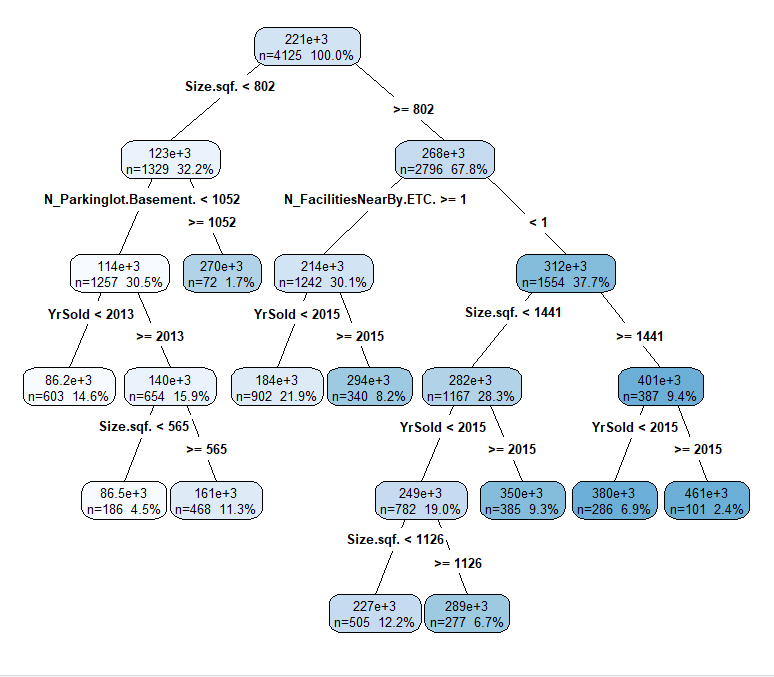 221e+3
n=4125 100.0%
Size.sqf. < 802
>= 802
123e+3
n=1329 32.2%
268e+3
n=2796 67.8%
N_Parkinglot.Basement. < 1052
>= 1052
N_FacilitiesNearBy.ETC. >= 1
< 1
114e+3
n=1257 30.5%
270e+3
n=72 1.7%
214e+3
n=1242 30.1%
312e+3
n=1554 37.7%
YrSold < 2013
>= 2013
YrSold < 2015
>= 2015
Size.sqf. < 1441
>= 1441
86.2e+3
n=603 14.6%
140e+3
n=654 15.9%
184e+3
n=902 21.9%
294e+3
n=340 8.2%
282e+3
n=1167 28.3%
401e+3
n=387 9.4%
Size.sqf. < 565
>= 565
YrSold < 2015
>= 2015
YrSold < 2015
>= 2015
86.5e+3
n=186 4.5%
161e+3
n=468 11.3%
249e+3
n=782 19.0%
350e+3
n=385 9.3%
380e+3
n=286 6.9%
461e+3
n=101 2.4%
Size.sqf. < 1126
>= 1126
227e+3
n=505 12.2%
289e+3
n=277 6.7%